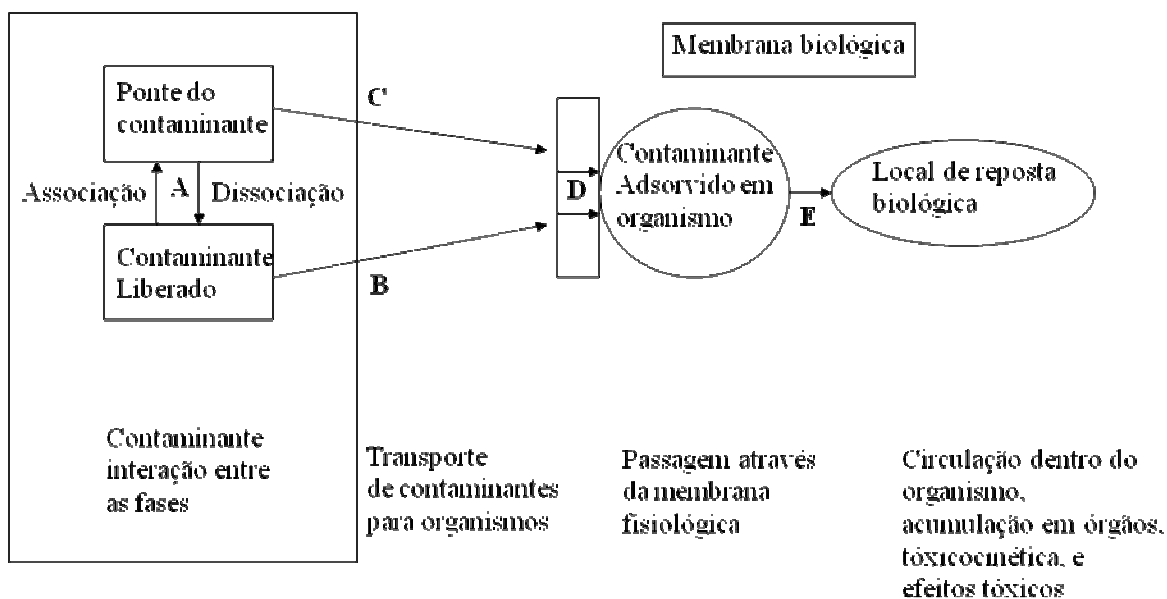 Membrana biológica
Ponte do
contaminante
C'
Associação
A
Dissociação
Contaminante
Liberado
B
D
Contaminante
Adsorvido em
organismo
E
Local de reposta
biológica
Contaminante
interação entre
as fases
Transporte
de contaminantes
para organismos
Passagem através
da membrana
fisiológica
Circulação dentro do
organismo,
acumulação em órgãos,
tóxicocinética, e
efeitos tóxicos